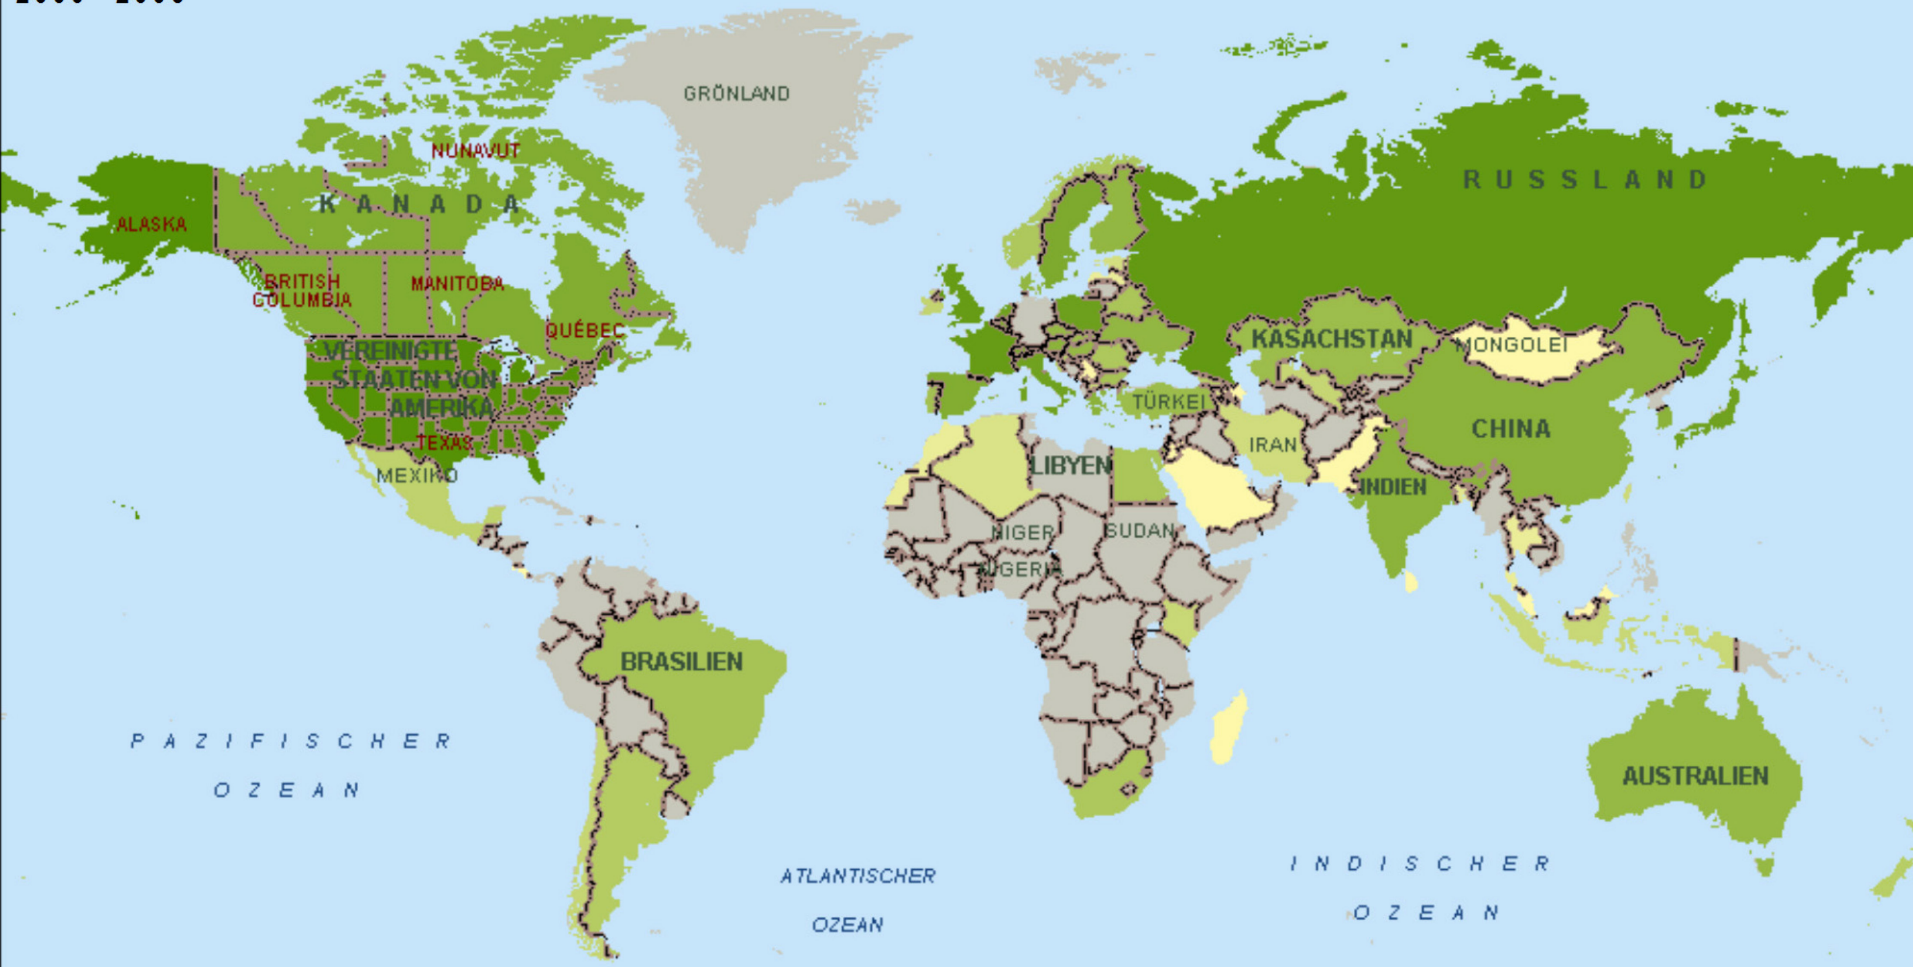 GRÖNLAND
NUNAVUT
RUSSLAND
KANADA
ALASKA
BRITISH
COLUMBIA
MANITOBA
QUÉBEC
KASACHSTAN
MONGOLEI
VEREINIGTE
STAATEN VON
AMERIKA
TÜRKEI
CHINA
TEXAS
IRAN
MEXIKO
LIBYEN
INDIEN
NIGER
SUDAN
NIGERIA
BRASILIEN
PAZIFISCHER
OZEAN
AUSTRALIEN
ATLANTISCHER
OZEAN
INDISCHER
OZEAN